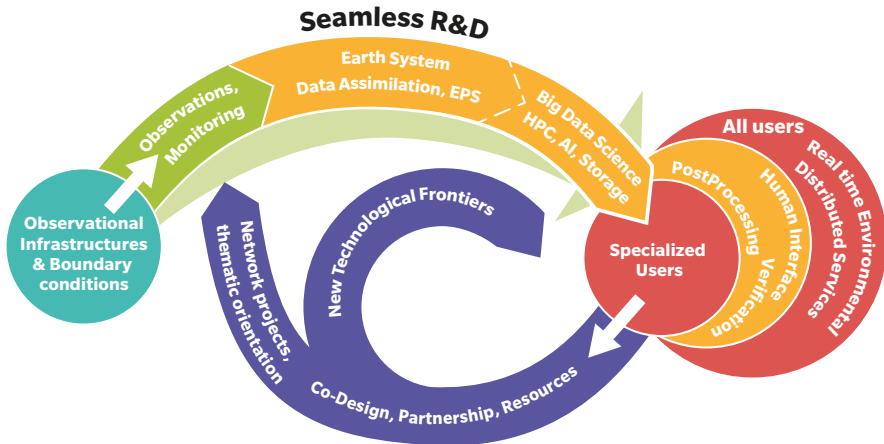 Seamless R&D
Observations,
Monitoring
Earth System
Data Assimilation, EPS
Big Data Science
HPC, AI, Storage
Observational
Infrastructures
& Boundary
conditions
New Technological Frontiers
Network projects,
thematic orientation
Co-Design, Partnership, Resources
Specialized
Users
PostProcessing
Verification
Human Interface
All users
Real time Environmental
Distributed Services